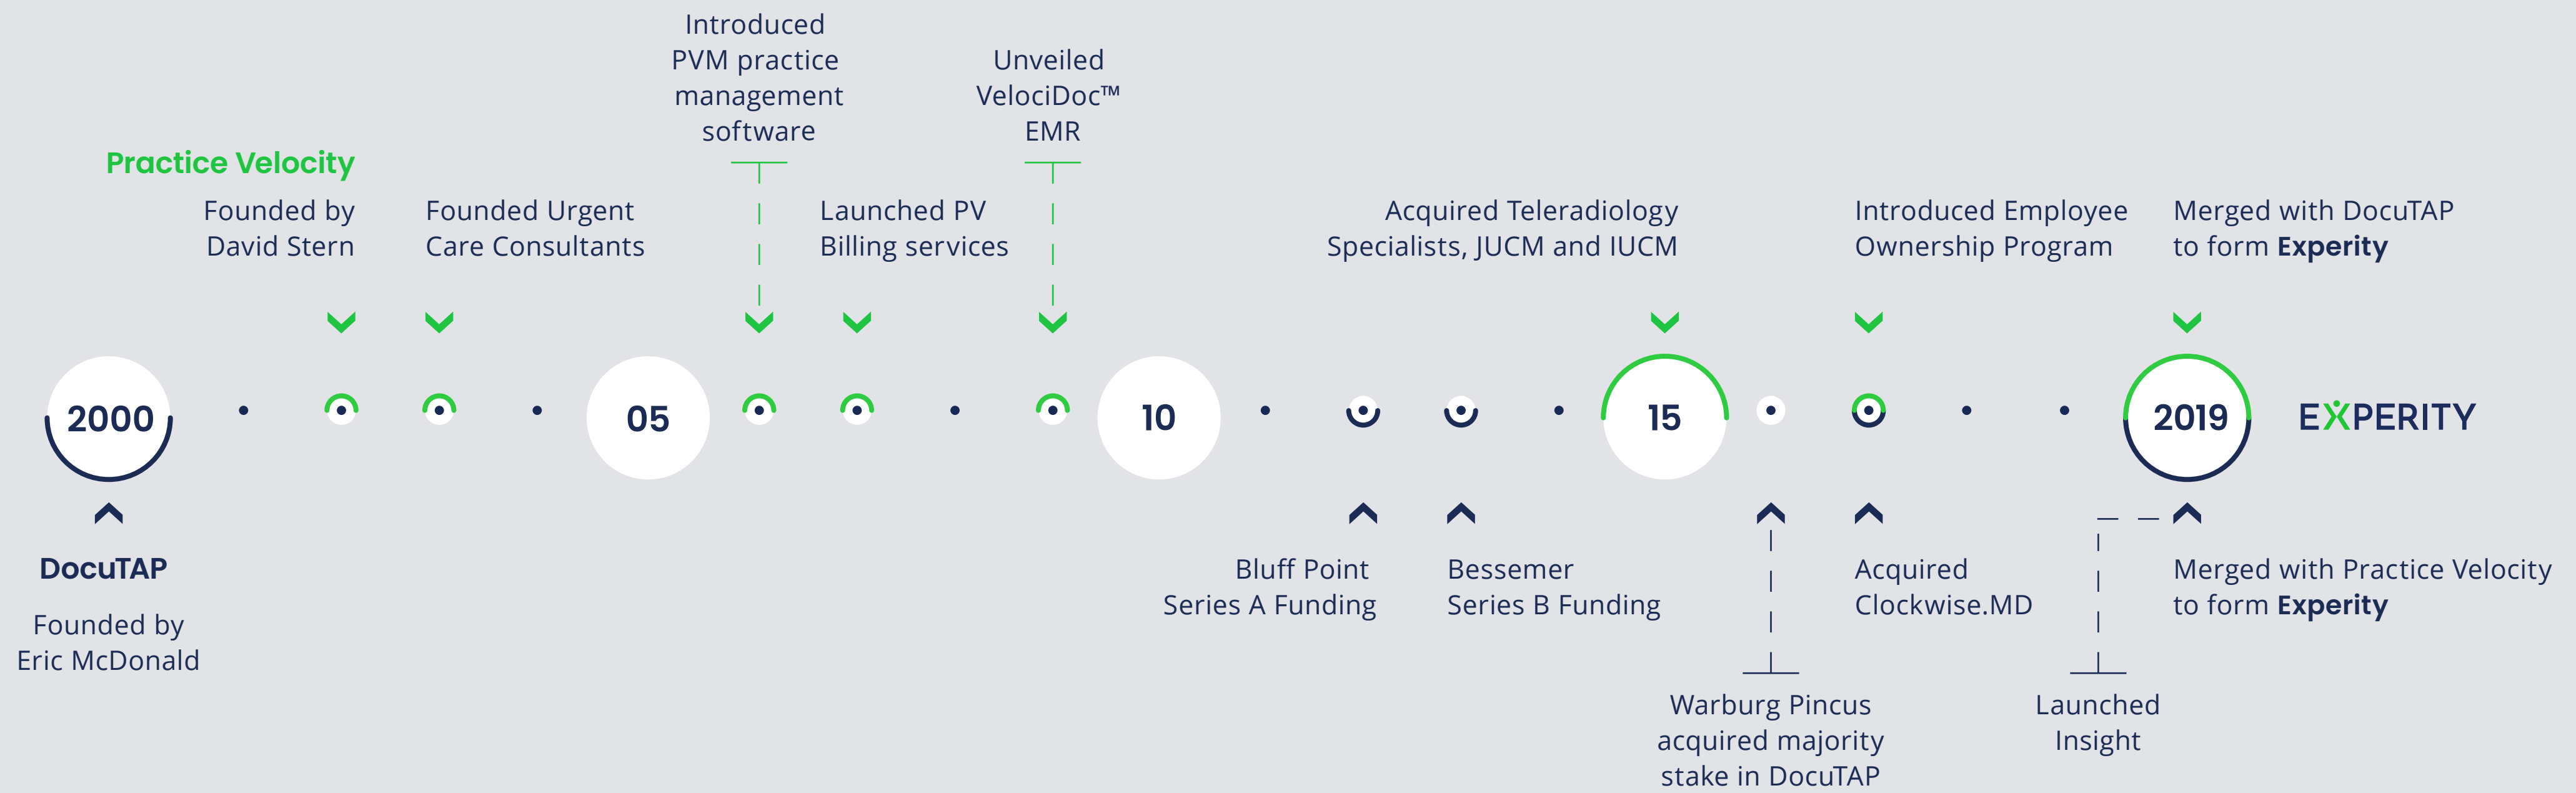 Practice Velocity
Founded by
David Stern
Founded Urgent
Care Consultants
Introduced
PVM practice
management
software
Launched PV
Billing services
Unveiled
VelociDoc™
EMR
Acquired Teleradiology
Specialists, JUCM and IUCM
Introduced Employee
Ownership Program
Merged with DocuTAP
to form Experity
2000
05
10
15
2019
EXPERITY
DocuTAP
Founded by
Eric McDonald
Bluff Point
Series A Funding
Bessemer
Series B Funding
Warburg Pincus
acquired majority
stake in DocuTAP
Acquired
Clockwise.MD
Launched
Insight
Merged with Practice Velocity
to form Experity